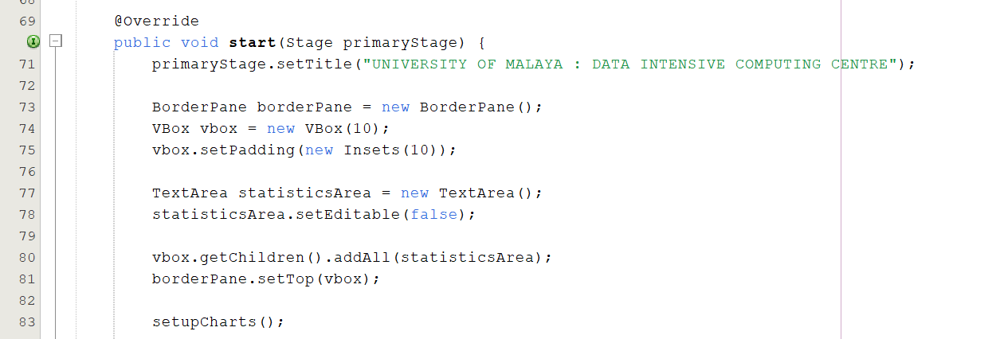 69 @Override
public void start(Stage primaryStage) {
71 primaryStage.setTitle("UNIVERSITY OF MALAYA : DATA INTENSIVE COMPUTING CENTRE");
72
73 BorderPane borderPane = new BorderPane();
74 VBox vbox = new VBox(10);
75 vbox.setPadding(new Insets(10));
76
77 TextArea statisticsArea = new TextArea();
78 statisticsArea.setEditable(false);
79
80 vbox.getChildren().addAll(statisticsArea);
81 borderPane.setTop(vbox);
82
83 setupCharts();